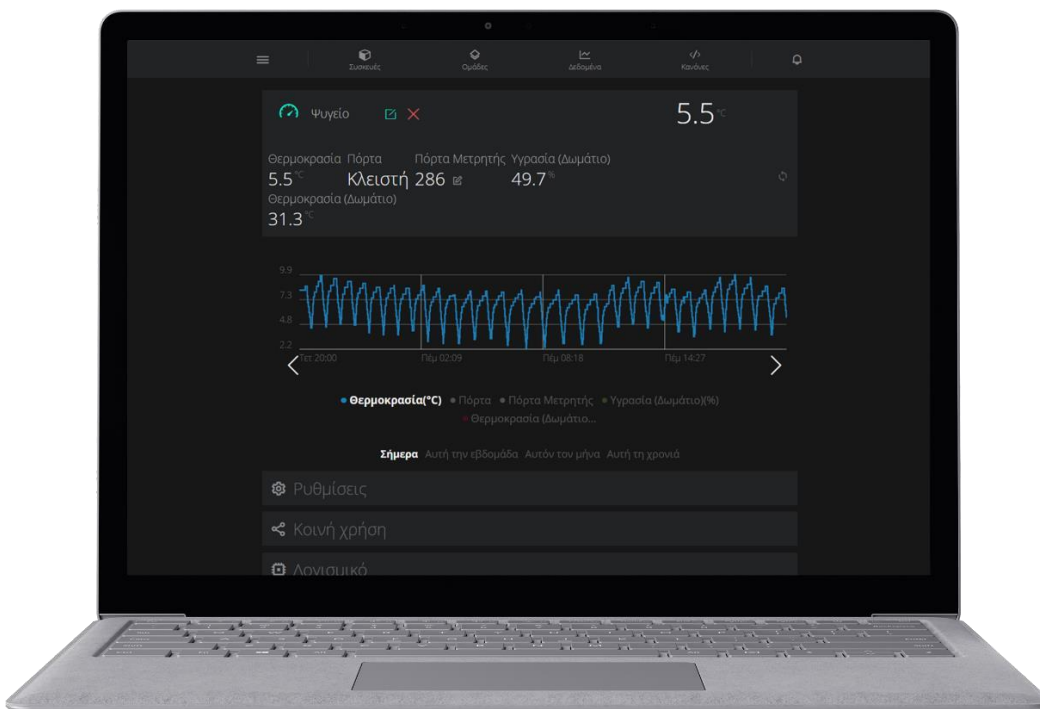 Συσκευές Ομάδες Δεδομένα Κανόνες
Ψυγείο 5.5 °C
Θερμοκρασία Πόρτα Πόρτα Μετρητής Υγρασία (Δωμάτιο)
5.5 °C Κλειστή 286 49.7 %
Θερμοκρασία (Δωμάτιο)
31.3 °C
9.9
7.3
4.8
2.2
Τετ 20:00 Πέμ 02:09 Πέμ 08:18 Πέμ 14:27
Θερμοκρασία(°C) Πόρτα Πόρτα Μετρητής Υγρασία (Δωμάτιο)(%)
Θερμοκρασία (Δωμάτιο...
Σήμερα Αυτή την εβδομάδα Αυτόν τον μήνα Αυτή τη χρονιά
Ρυθμίσεις
Κοινή χρήση
Λογισμικό